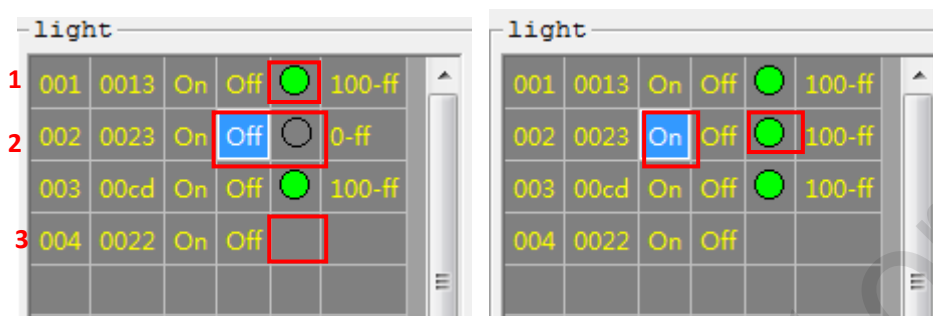 light
1 001 0013 On Off 100-ff
2 002 0023 On Off 0-ff
003 00cd On Off 100-ff
3 004 0022 On Off
light
001 0013 On Off 100-ff
002 0023 On Off 100-ff
003 00cd On Off 100-ff
004 0022 On Off